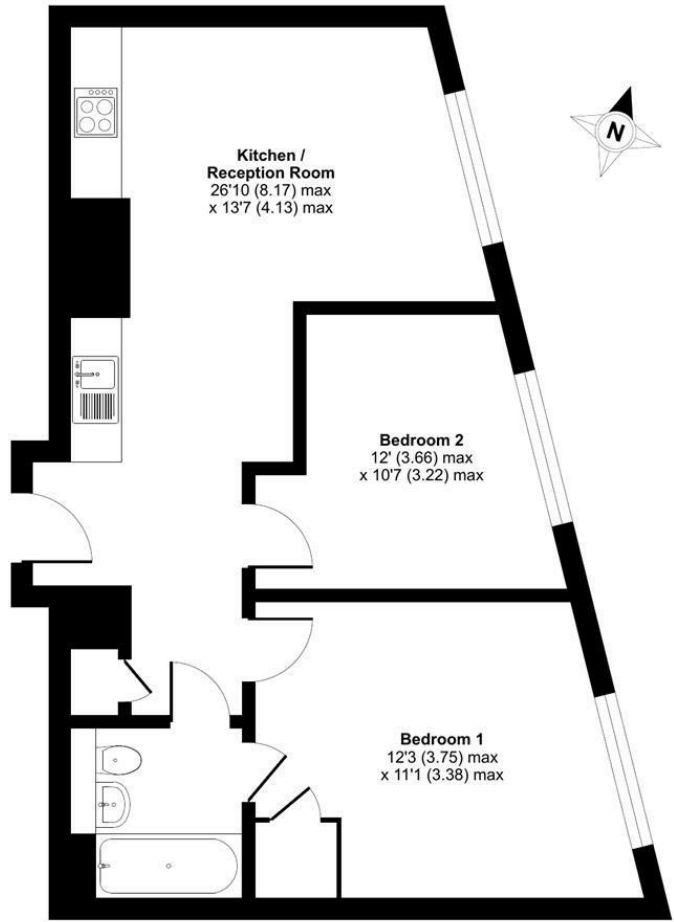 Kitchen /
Reception Room
26'10 (8.17) max
x 13'7 (4.13) max
N
Bedroom 2
12' (3.66) max
x 10'7 (3.22) max
Bedroom 1
12'3 (3.75) max
x 11'1 (3.38) max